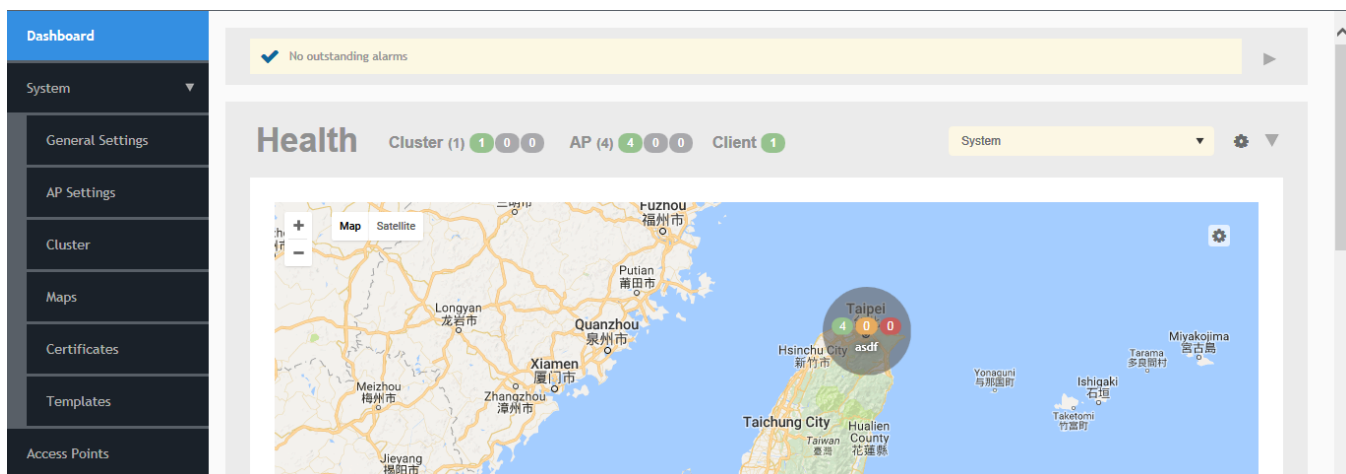 Dashboard
No outstanding alarms
System
General Settings
AP Settings
Cluster
Maps
Certificates
Templates
Access Points
Health
Cluster (1) 1 0 0
AP (4) 4 0 0
Client 1
System
Map
Satellite
Fuzhou
福州市
Putian
莆田市
Longyan
龙岩市
Quanzhou
泉州市
Xiamen
厦门市
Meizhou
梅州市
Zhangzhou
漳州市
Jieyang
揭阳市
Taipei
4 0 0
asdf
Hsinchu City
新竹市
Taichung City
Taiwan
臺灣
Hualien
County
花蓮縣
Miyakojima
宮古島
Tarama
多良間村
Yonaguni
与那国町
Ishigaki
石垣
Taketomi
竹富町